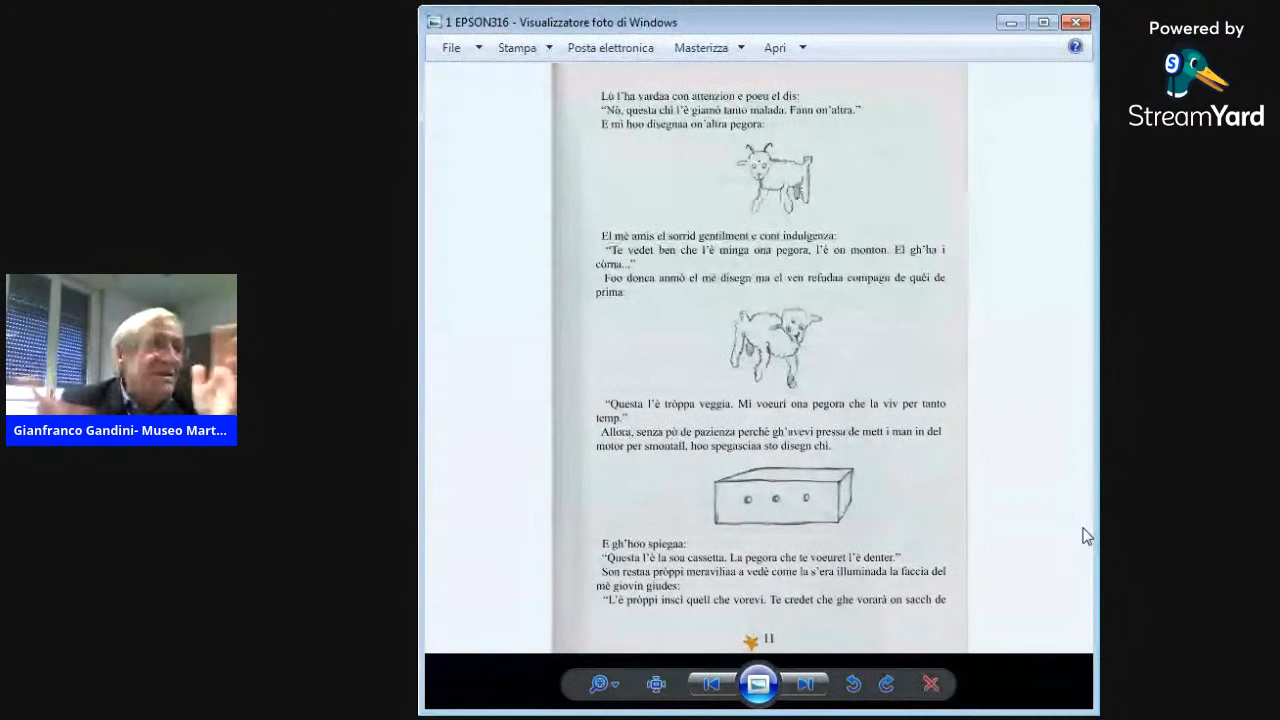 1 EPSON316 - Visualizzatore foto di Windows
File Stampa Posta elettronica Masterizza Apri
Powered by
StreamYard
Lù l'ha vardaa con attenzion e poeu el dis:
“Nò, questa chì l'è giamò tanto malada. Fann on'altra.”
E mì hoo disegnaa on'altra pegora:
El mè amis el sorrid gentilment e cont indulgenza:
“Te vedet ben che l'è minga ona pegora, l'è on monton. El gh'ha i
còrna...”
Foo donca anmò el mè disegn ma el ven refudaa compagn de quèi de
prima:
“Questa l'è tròppa veggia. Mì voeuri ona pegora che la viv per tanto
temp.”
Allora, senza pù de pazienza perchè gh'avevi pressa de mett i man in del
motor per smontall, hoo spegasciaa sto disegn chì.
E gh'hoo spiegaa:
“Questa l'è la soa cassetta. La pegora che te voeuret l'è denter.”
Son restaa pròppi meraviliaa a vedè come la s'era illuminada la faccia del
mè giovin giudes:
“L'è pròppi inscì quell che vorevi. Te credet che ghe vorarà on sacch de
11
Gianfranco Gandini- Museo Mart...